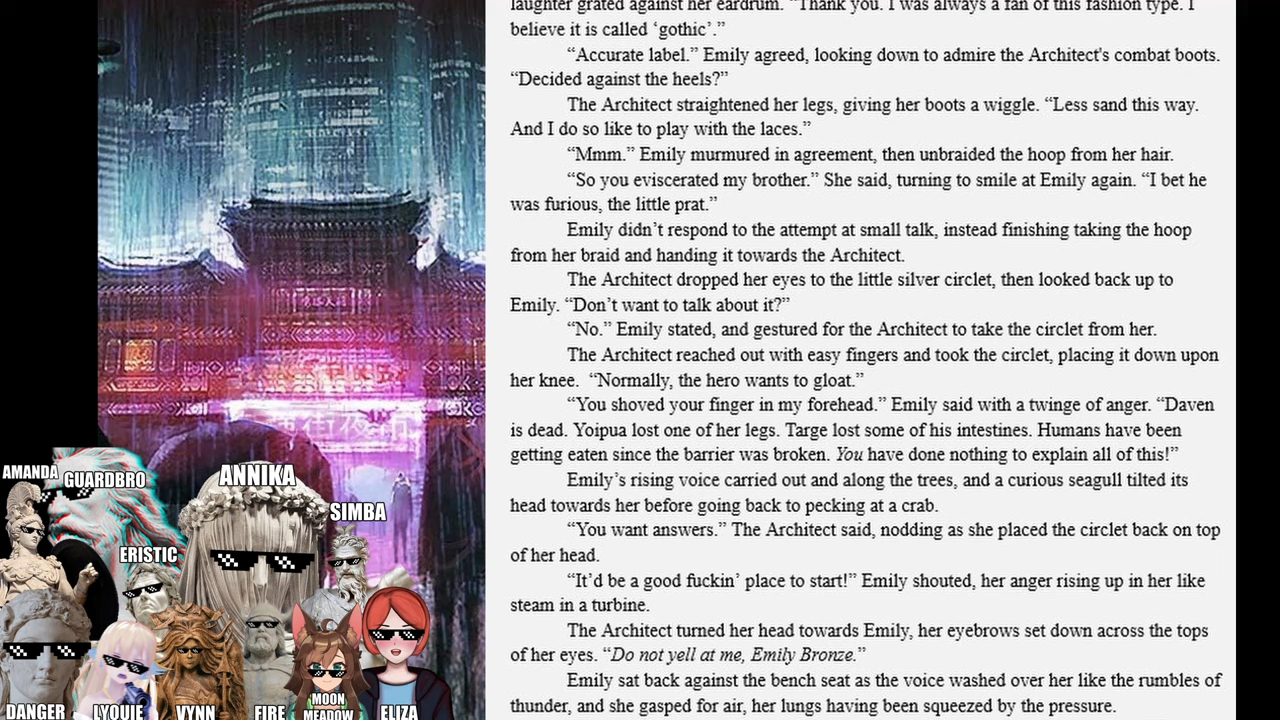 laughter grated against her eardrum. “Thank you. I was always a fan of this fashion type. I
believe it is called ‘gothic’.”
“Accurate label.” Emily agreed, looking down to admire the Architect's combat boots.
“Decided against the heels?”
The Architect straightened her legs, giving her boots a wiggle. “Less sand this way.
And I do so like to play with the laces.”
“Mmm.” Emily murmured in agreement, then unbraided the hoop from her hair.
“So you eviscerated my brother.” She said, turning to smile at Emily again. “I bet he
was furious, the little prat.”
Emily didn’t respond to the attempt at small talk, instead finishing taking the hoop
from her braid and handing it towards the Architect.
The Architect dropped her eyes to the little silver circlet, then looked back up to
Emily. “Don’t want to talk about it?”
“No.” Emily stated, and gestured for the Architect to take the circlet from her.
The Architect reached out with easy fingers and took the circlet, placing it down upon
her knee.  “Normally, the hero wants to gloat.”
“You shoved your finger in my forehead.” Emily said with a twinge of anger. “Daven
is dead. Yoipua lost one of her legs. Targe lost some of his intestines. Humans have been
getting eaten since the barrier was broken. You have done nothing to explain all of this!”
Emily’s rising voice carried out and along the trees, and a curious seagull tilted its
head towards her before going back to pecking at a crab.
“You want answers.” The Architect said, nodding as she placed the circlet back on top
of her head.
“It’d be a good fuckin’ place to start!” Emily shouted, her anger rising up in her like
steam in a turbine.
The Architect turned her head towards Emily, her eyebrows set down across the tops
of her eyes. “Do not yell at me, Emily Bronze.”
Emily sat back against the bench seat as the voice washed over her like the rumbles of
thunder, and she gasped for air, her lungs having been squeezed by the pressure.
AMANDA
GUARDBRO
ANNIKA
SIMBA
ERISTIC
DANGER
LYQUIE
VYNN
FIRE
MOON
MEADOW
ELIZA